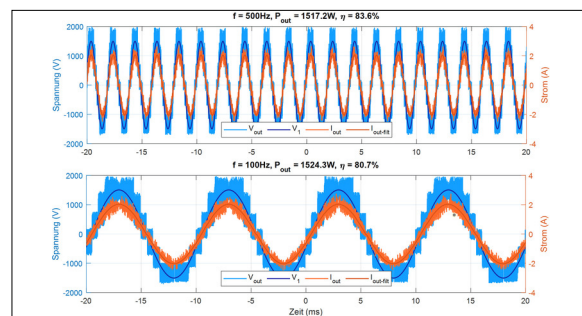 f = 500Hz, P_out = 1517.2W, η = 83.6%
2000
1000
0
-1000
-2000
Spannung (V)
4
2
0
-2
-4
Strom (A)
V_out V_1 I_out I_out-filt
-20 -15 -10 -5 0 5 10 15 20
f = 100Hz, P_out = 1524.3W, η = 80.7%
2000
1000
0
-1000
2000
Spannung (V)
4
2
0
-2
-4
Strom (A)
V_out V_1 I_out I_out-filt
-20 -15 -10 -5 0 5 10 15 20
Zeit (ms)